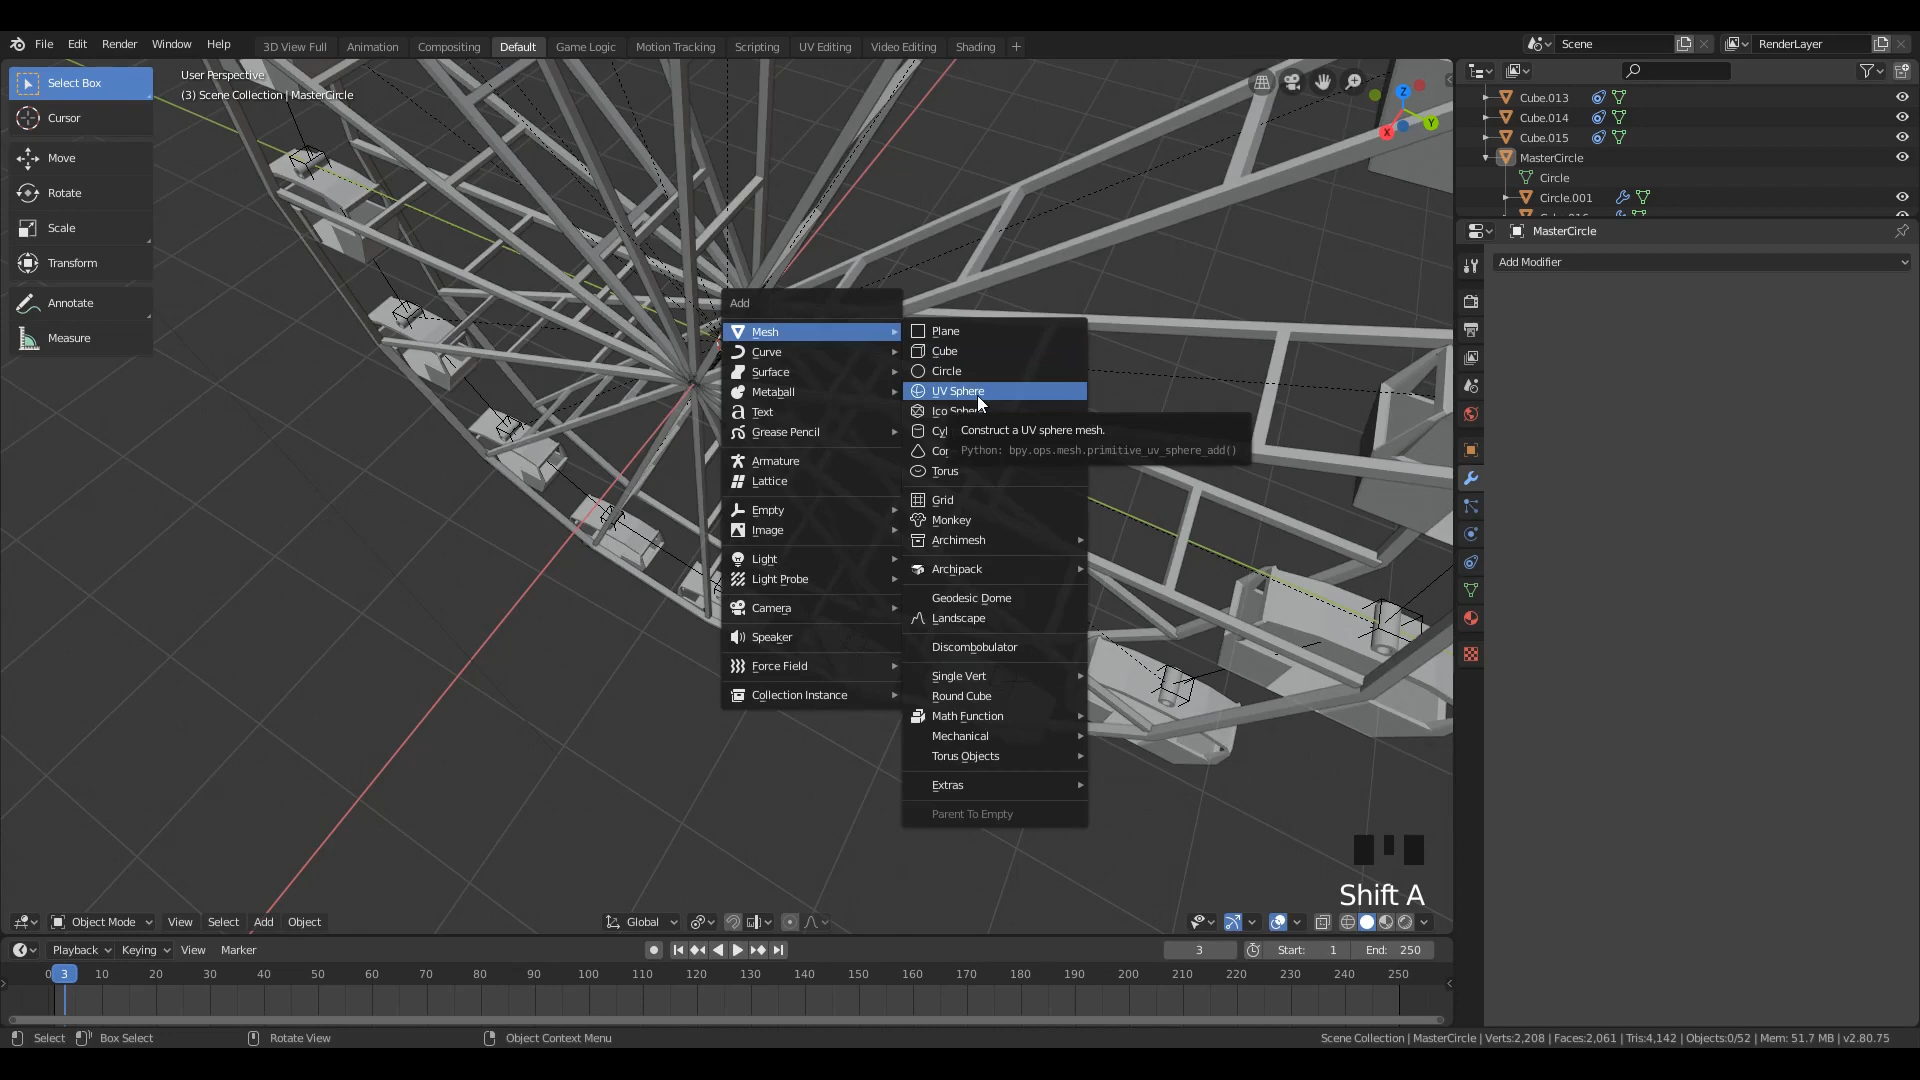 File Edit Render Window Help
3D View Full Animation Compositing Default Game Logic Motion Tracking Scripting UV Editing Video Editing Shading +
Scene
RenderLayer
Select Box
Cursor
Move
Rotate
Scale
Transform
Annotate
Measure
User Perspective
(3) Scene Collection | MasterCircle
Z
Y
X
Cube.013
Cube.014
Cube.015
MasterCircle
Circle
Circle.001
MasterCircle
Add Modifier
Add
Mesh
Curve
Surface
Metaball
Text
Grease Pencil
Armature
Lattice
Empty
Image
Light
Light Probe
Camera
Speaker
Force Field
Collection Instance
Plane
Cube
Circle
UV Sphere
Ico Sphere
Cyl
Co
Torus
Grid
Monkey
Archimesh
Archipack
Geodesic Dome
Landscape
Discombobulator
Single Vert
Round Cube
Math Function
Mechanical
Torus Objects
Extras
Parent To Empty
Construct a UV sphere mesh.
Python: bpy.ops.mesh.primitive_uv_sphere_add()
Shift A
Object Mode View Select Add Object
Global
Playback Keying View Marker
3 Start: 1 End: 250
0 3 10 20 30 40 50 60 70 80 90 100 110 120 130 140 150 160 170 180 190 200 210 220 230 240 250
Select Box Select Rotate View Object Context Menu
Scene Collection | MasterCircle | Verts:2,208 | Faces:2,061 | Tris:4,142 | Objects:0/52 | Mem: 51.7 MB | v2.80.75